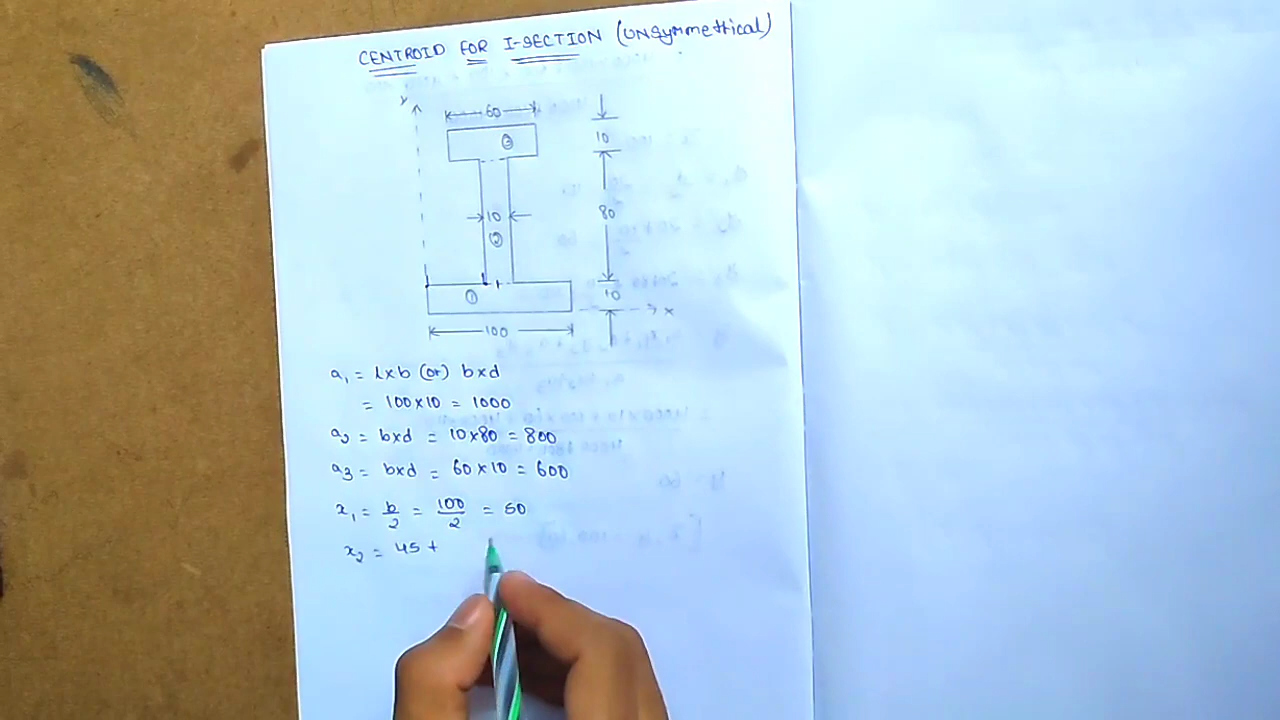 CENTROID FOR I-SECTION (UNSymmetrical)
Y
60
10
③
80
10
②
①
10
X
100
a₁ = l×b (or) b×d
= 100×10 = 1000
a₂ = b×d = 10×80 = 800
a₃ = b×d = 60×10 = 600
x₁ = b/2 = 100/2 = 50
x₂ = 45 +